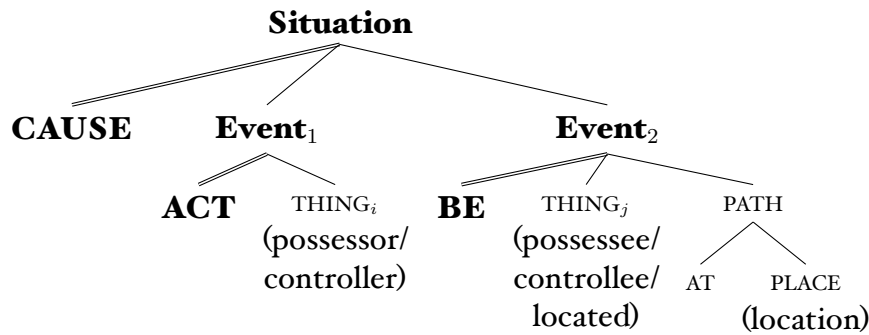 Situation
CAUSE Event₁ Event₂
ACT THINGᵢ BE THINGⱼ PATH
(possessor/ (possessee/
controller) controllee/ AT PLACE
located) (location)